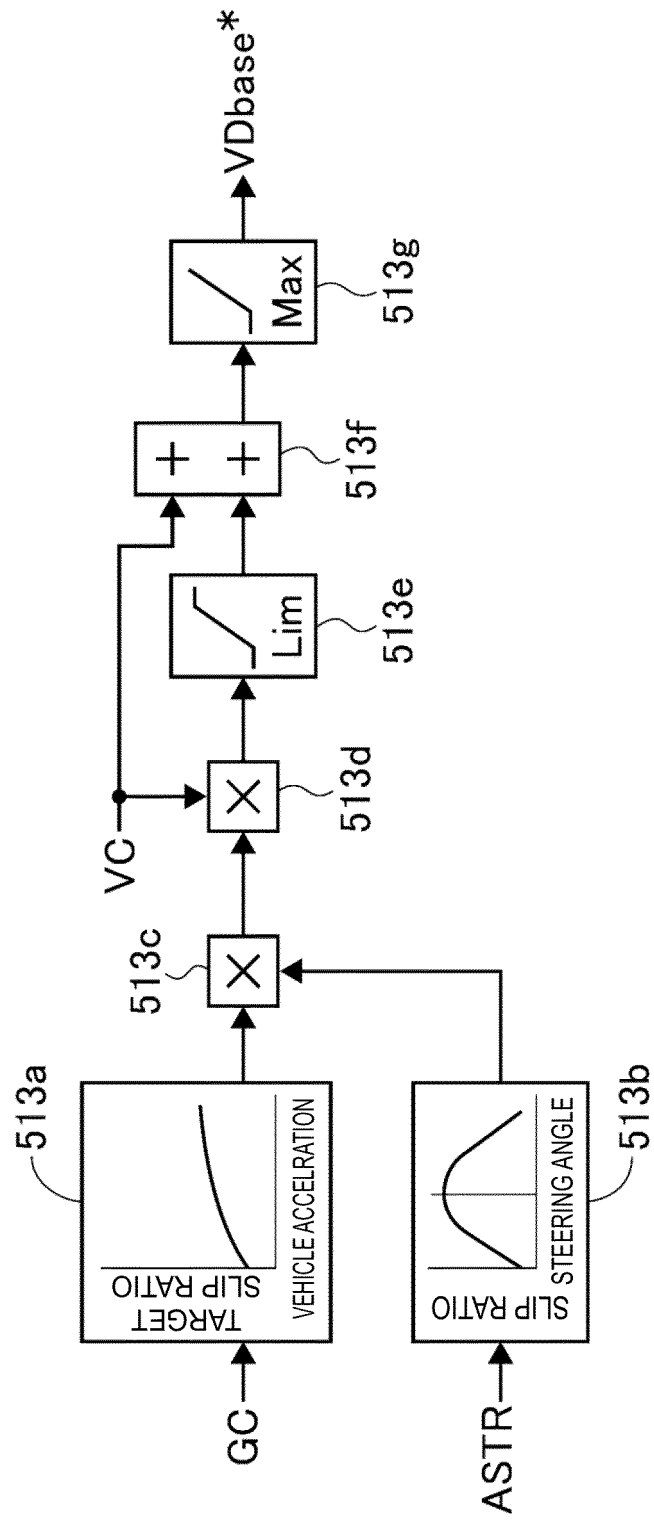 513a
TARGET
SLIP RATIO
VEHICLE ACCELRATION
GC
513b
SLIP RATIO
STEERING ANGLE
ASTR
513c
×
VC
513d
×
Lim
513e
+
+
513f
Max
513g
VDbase*